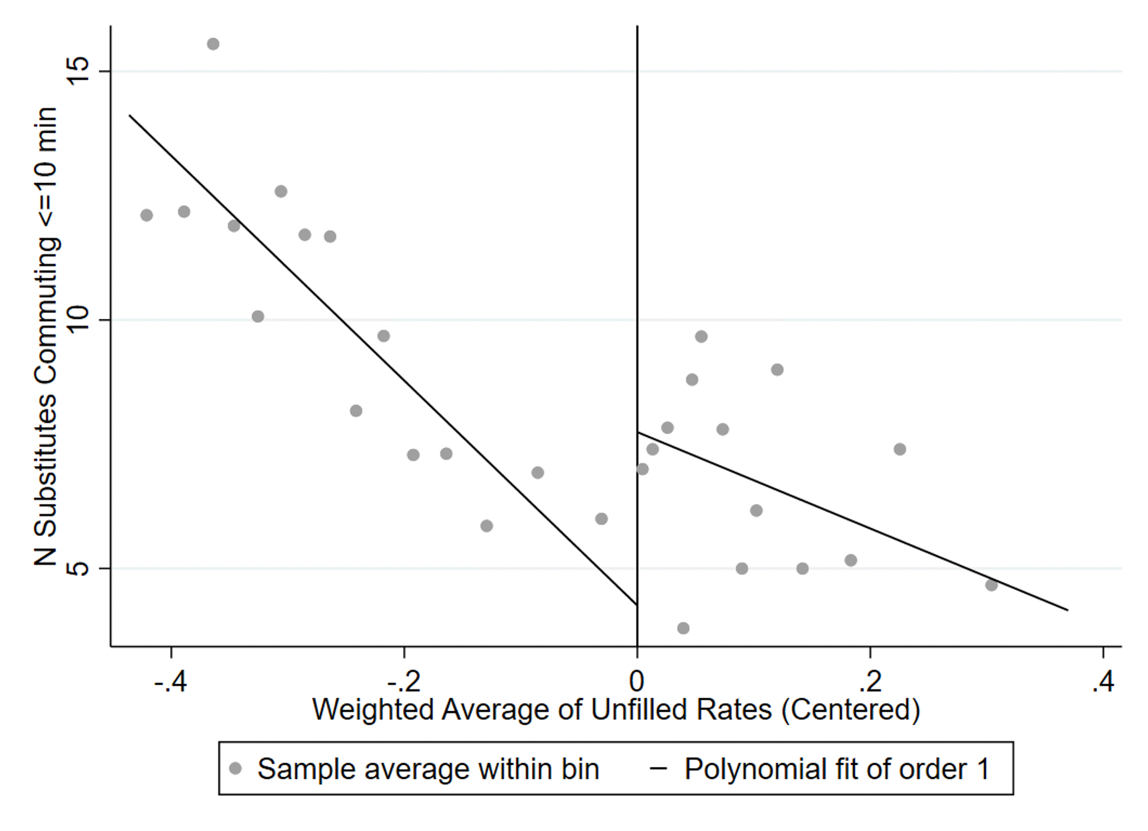 N Substitutes Commuting <=10 min
15
10
5
-.4
-.2
0
.2
.4
Weighted Average of Unfilled Rates (Centered)
Sample average within bin
Polynomial fit of order 1